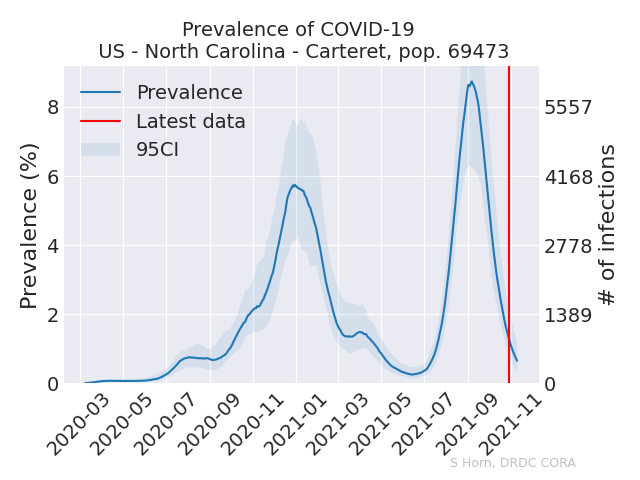 Prevalence of COVID-19
US - North Carolina - Carteret, pop. 69473
Prevalence
Latest data
95CI
Prevalence (%)
8
6
4
2
0
5557
4168
2778
1389
0
# of infections
2020-03
2020-05
2020-07
2020-09
2020-11
2021-01
2021-03
2021-05
2021-07
2021-09
2021-11
S Horn, DRDC CORA